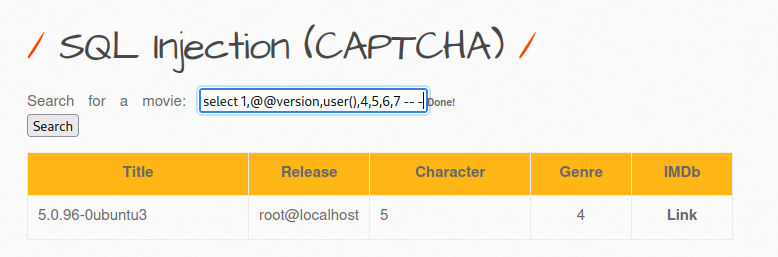 / SQL Injection (CAPTCHA) /
Search for a movie: select 1,@@version,user(),4,5,6,7 -- - Done!
Search
Title Release Character Genre IMDb
5.0.96-0ubuntu3 root@localhost 5 4 Link